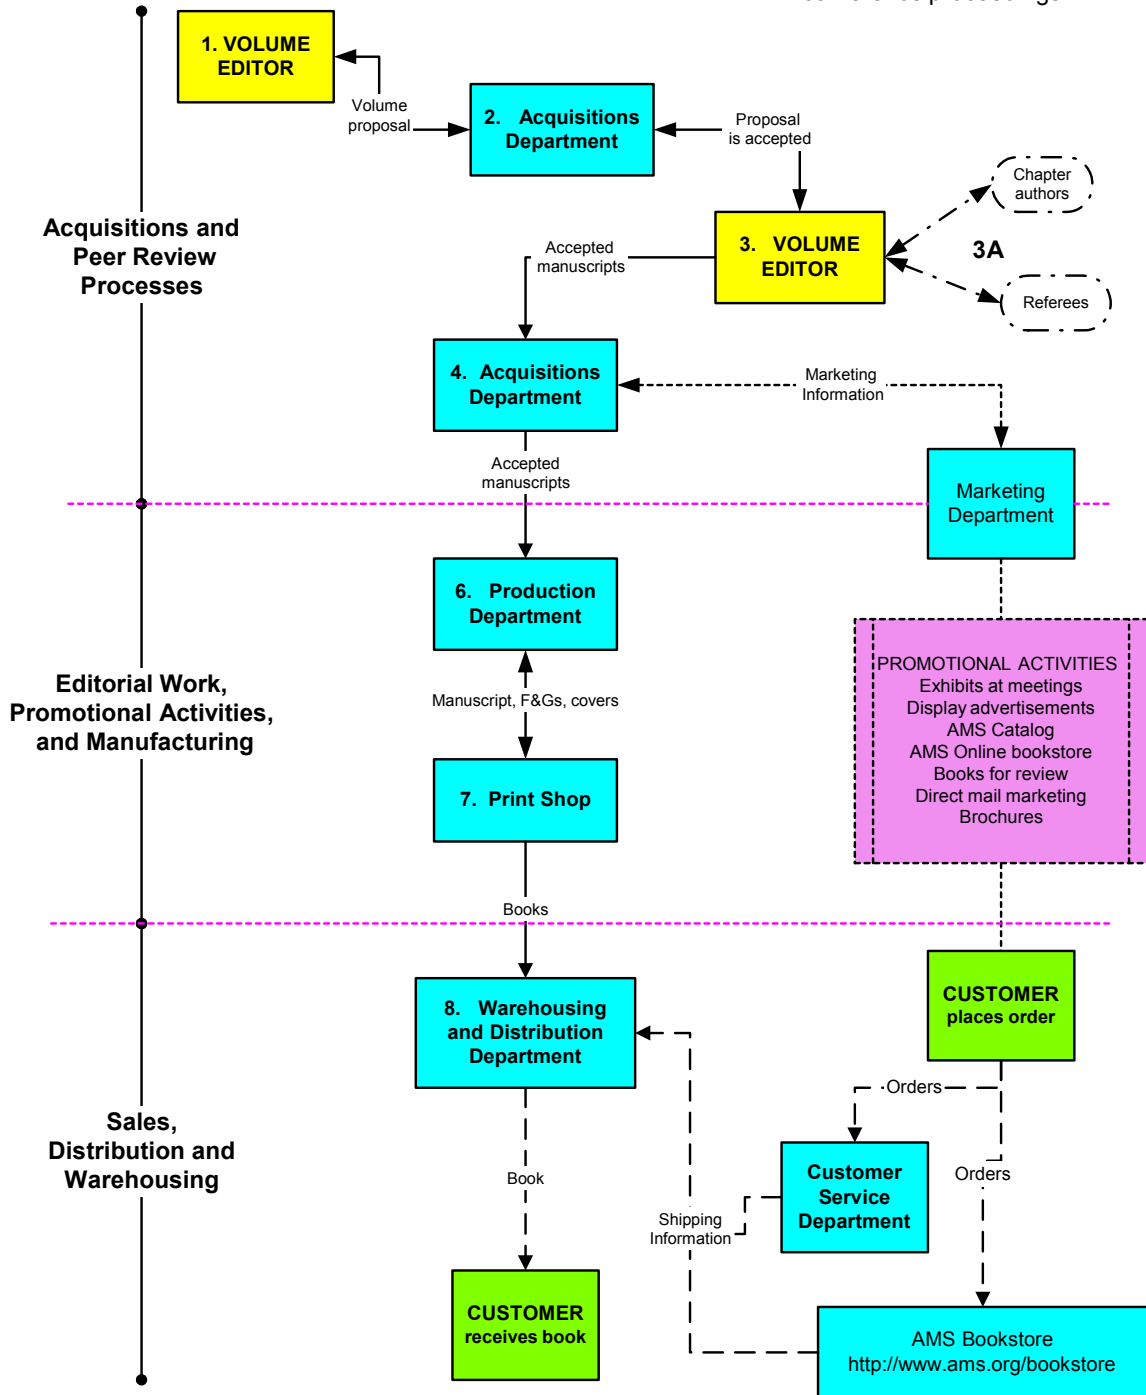 1. VOLUME
EDITOR
Volume
proposal
2. Acquisitions
Department
Proposal
is accepted
Chapter
authors
3. VOLUME
EDITOR
3A
Referees
Accepted
manuscripts
Acquisitions and
Peer Review
Processes
4. Acquisitions
Department
Marketing
Information
Accepted
manuscripts
Marketing
Department
6. Production
Department
Manuscript, F&Gs, covers
Editorial Work,
Promotional Activities,
and Manufacturing
PROMOTIONAL ACTIVITIES
Exhibits at meetings
Display advertisements
AMS Catalog
AMS Online bookstore
Books for review
Direct mail marketing
Brochures
7. Print Shop
Books
8. Warehousing
and Distribution
Department
CUSTOMER
places order
Orders
Orders
Sales,
Distribution and
Warehousing
Book
Customer
Service
Department
Shipping
Information
CUSTOMER
receives book
AMS Bookstore
http://www.ams.org/bookstore